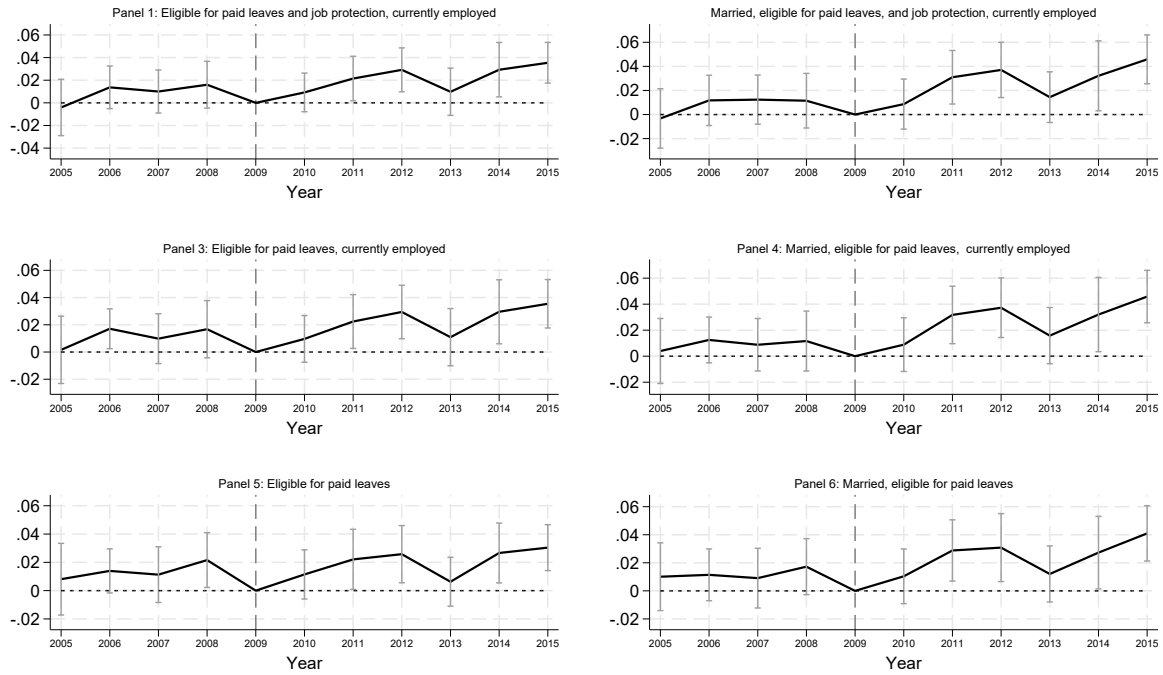 Panel 1: Eligible for paid leaves and job protection, currently employed
.06
.04
.02
0
-.02
-.04
2005 2006 2007 2008 2009 2010 2011 2012 2013 2014 2015
Year
Married, eligible for paid leaves, and job protection, currently employed
.06
.04
.02
0
-.02
2005 2006 2007 2008 2009 2010 2011 2012 2013 2014 2015
Year
Panel 3: Eligible for paid leaves, currently employed
.06
.04
.02
0
-.02
2005 2006 2007 2008 2009 2010 2011 2012 2013 2014 2015
Year
Panel 4: Married, eligible for paid leaves,  currently employed
.06
.04
.02
0
-.02
2005 2006 2007 2008 2009 2010 2011 2012 2013 2014 2015
Year
Panel 5: Eligible for paid leaves
.06
.04
.02
0
-.02
2005 2006 2007 2008 2009 2010 2011 2012 2013 2014 2015
Year
Panel 6: Married, eligible for paid leaves
.06
.04
.02
0
-.02
2005 2006 2007 2008 2009 2010 2011 2012 2013 2014 2015
Year